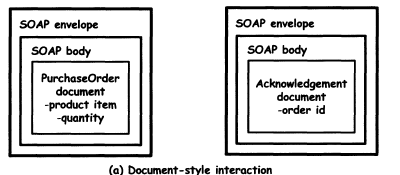 SOAP envelope
SOAP body
PurchaseOrder
document
-product item
-quantity
SOAP envelope
SOAP body
Acknowledgement
document
-order id
(a) Document-style interaction